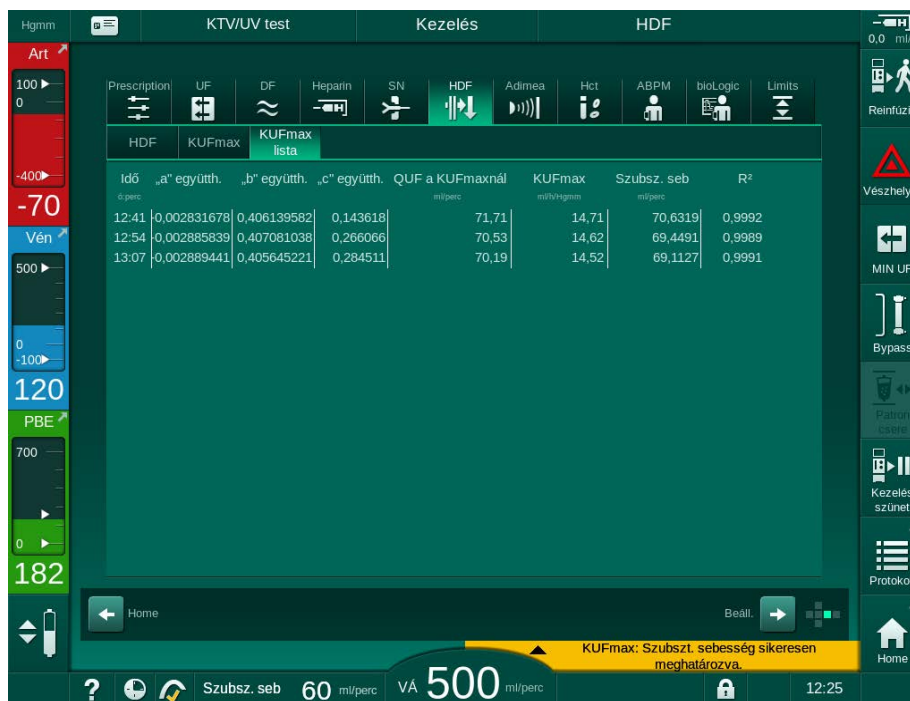 Hgmm
KTV/UV test
Kezelés
HDF
0,0 ml/
Art
100
0
-400
-70
Vén
500
0
-100
120
PBE
700
0
182
Prescription UF DF Heparin SN HDF Adimea Hct ABPM bioLogic Limits
HDF KUFmax KUFmax lista
Idő „a" együtth. „b" együtth. „c" együtth. QUF a KUFmaxnál KUFmax Szubsz. seb R²
ó:perc ml/perc ml/h/Hgmm ml/perc
12:41 -0,002831678 0,406139582 0,143618 71,71 14,71 70,6319 0,9992
12:54 -0,002885839 0,407081038 0,266066 70,53 14,62 69,4491 0,9989
13:07 -0,002889441 0,405645221 0,284511 70,19 14,52 69,1127 0,9991
Home
Beáll.
KUFmax: Szubszt. sebesség sikeresen
meghatározva.
? Szubsz. seb 60 ml/perc VÁ 500 ml/perc 12:25
Reinfúzi
Vészhely
MIN UF
Bypass
Patron
csere
Kezelés
szünet
Protoko
Home